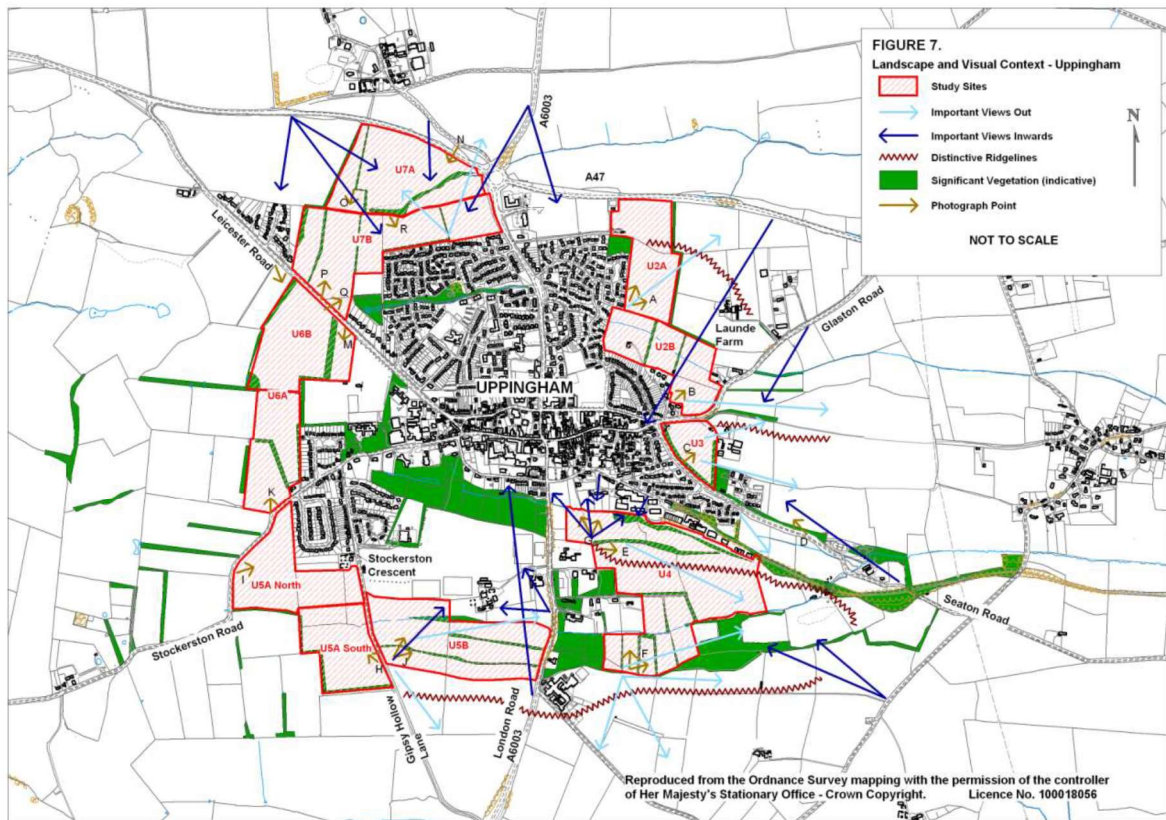 FIGURE 7.
Landscape and Visual Context - Uppingham
Study Sites
Important Views Out
Important Views Inwards
Distinctive Ridgelines
Significant Vegetation (indicative)
Photograph Point
NOT TO SCALE
N
A6003
A47
N
U7A
O
R
U7B
Leicester Road
P
Q
M
U6B
U6A
K
U2A
A
U2B
Launde
Farm
Glaston Road
B
UPPINGHAM
U3
C
D
E
U4
F
Seaton Road
Stockerston
Crescent
I
U5A North
Stockerston Road
U5A South
H
J
U5B
Gipsy Hollow
Lane
London Road
A6003
Reproduced from the Ordnance Survey mapping with the permission of the controller
of Her Majesty's Stationary Office - Crown Copyright. Licence No. 100018056